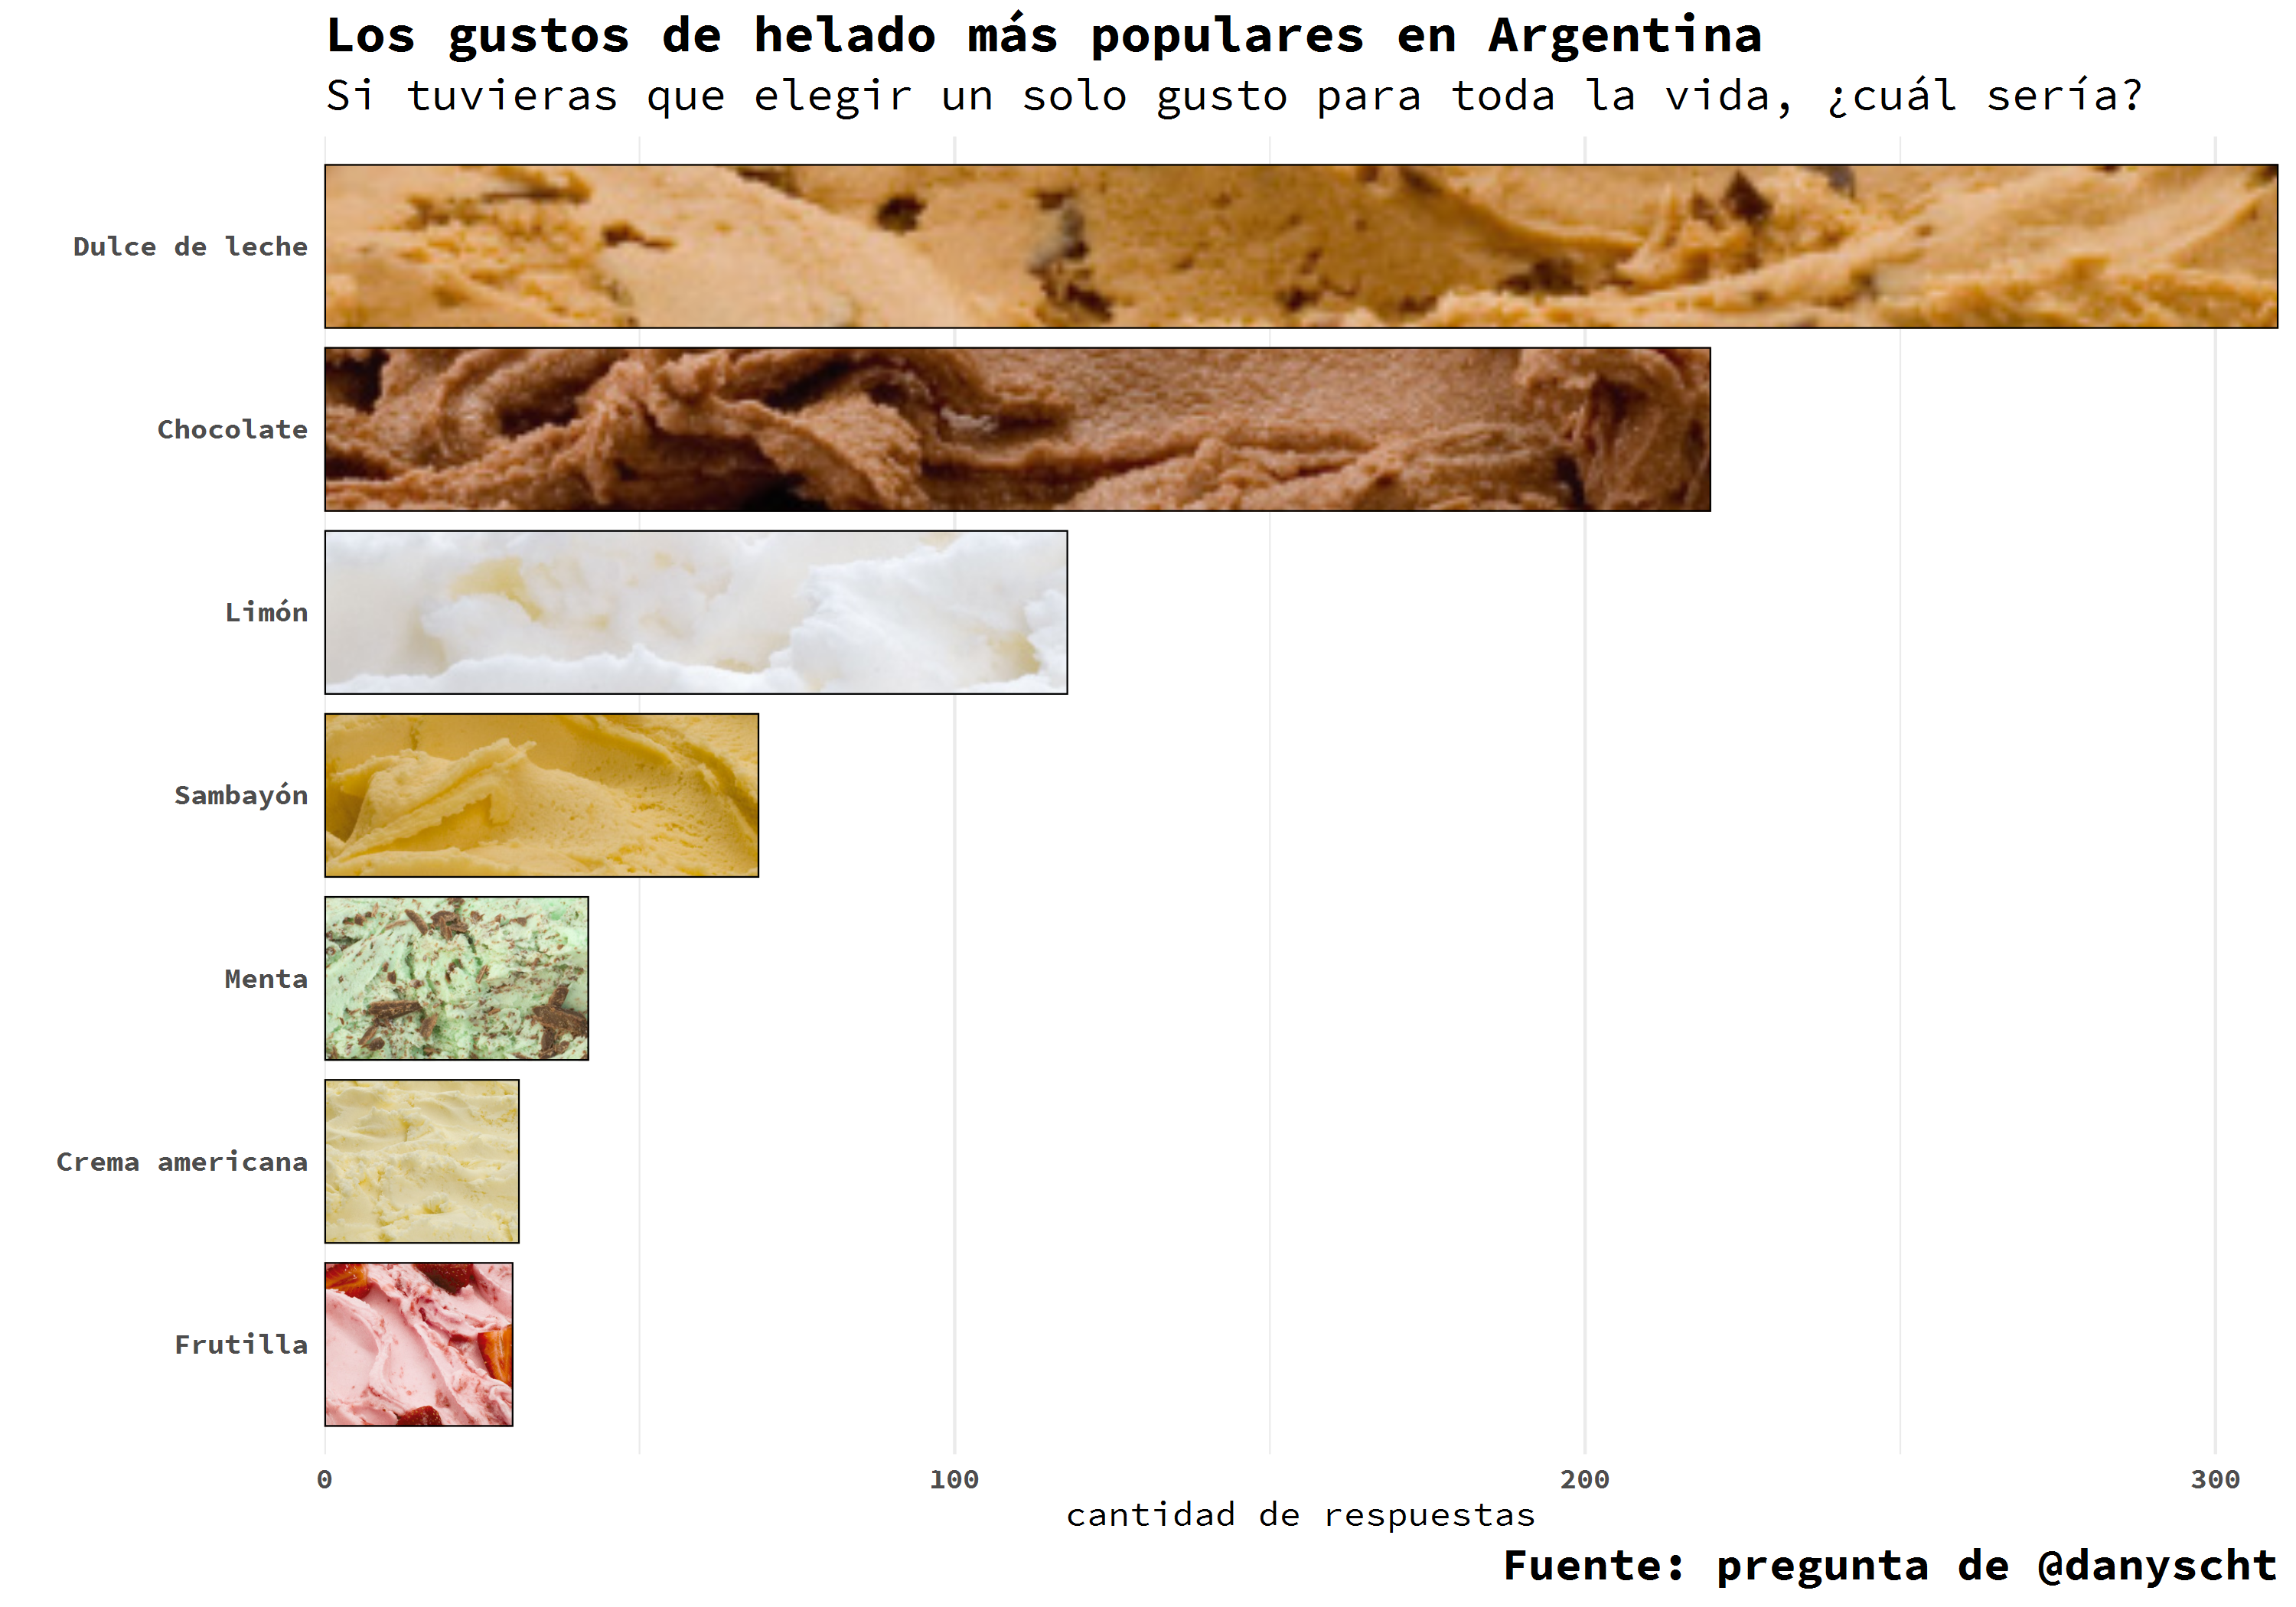 Los gustos de helado más populares en Argentina
Si tuvieras que elegir un solo gusto para toda la vida, ¿cuál sería?
Dulce de leche
Chocolate
Limón
Sambayón
Menta
Crema americana
Frutilla
0 100 200 300
cantidad de respuestas
Fuente: pregunta de @danyscht